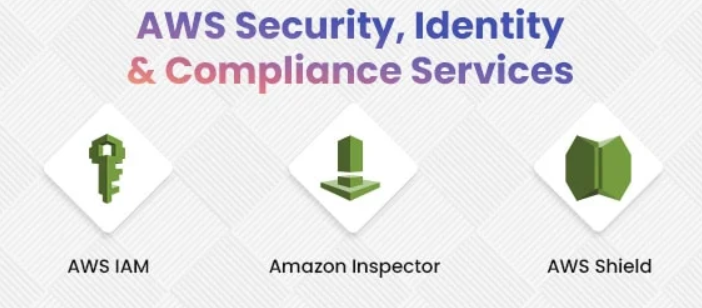 AWS Security, Identity
& Compliance Services
AWS IAM
Amazon Inspector
AWS Shield